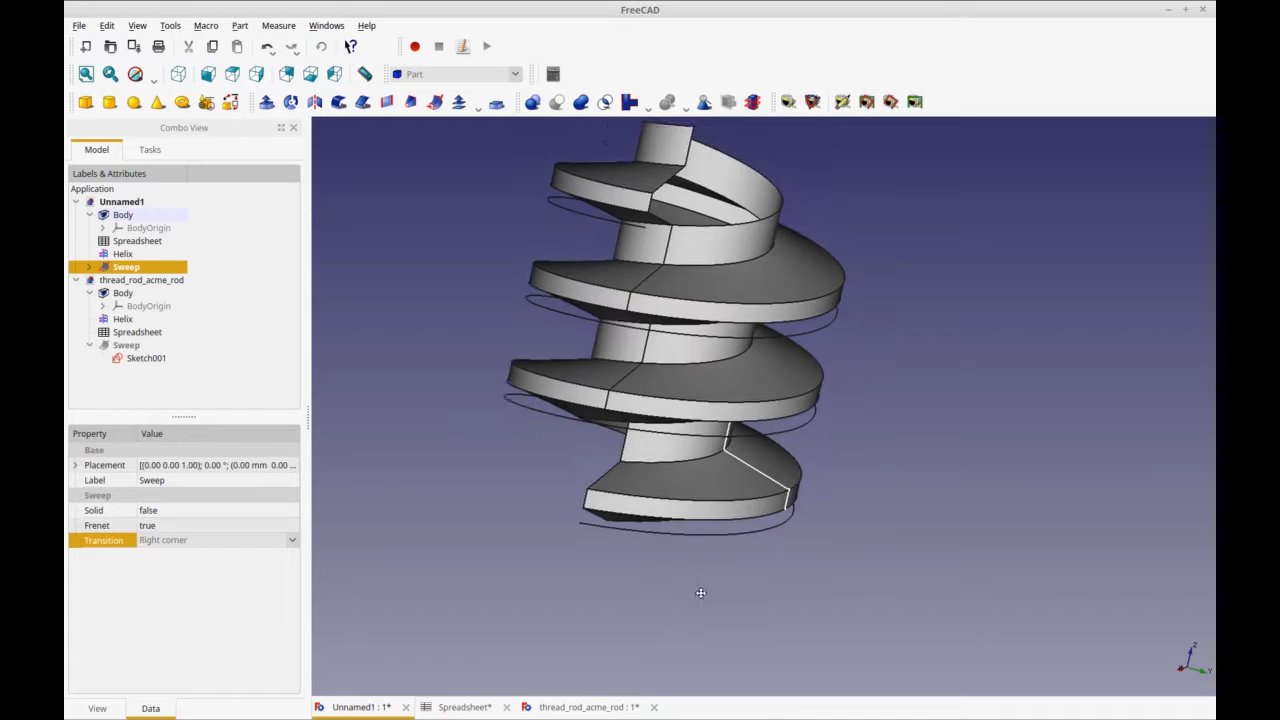 FreeCAD
File Edit View Tools Macro Part Measure Windows Help
Part
Combo View
Model Tasks
Labels & Attributes
Application
Unnamed1
Body
BodyOrigin
Spreadsheet
Helix
Sweep
thread_rod_acme_rod
Body
BodyOrigin
Helix
Spreadsheet
Sweep
Sketch001
Property Value
Base
Placement [(0.00 0.00 1.00); 0.00 °; (0.00 mm 0.00 ...
Label Sweep
Sweep
Solid false
Frenet true
Transition Right corner
View Data
Unnamed1 : 1* Spreadsheet* thread_rod_acme_rod : 1*
Z
Y
X